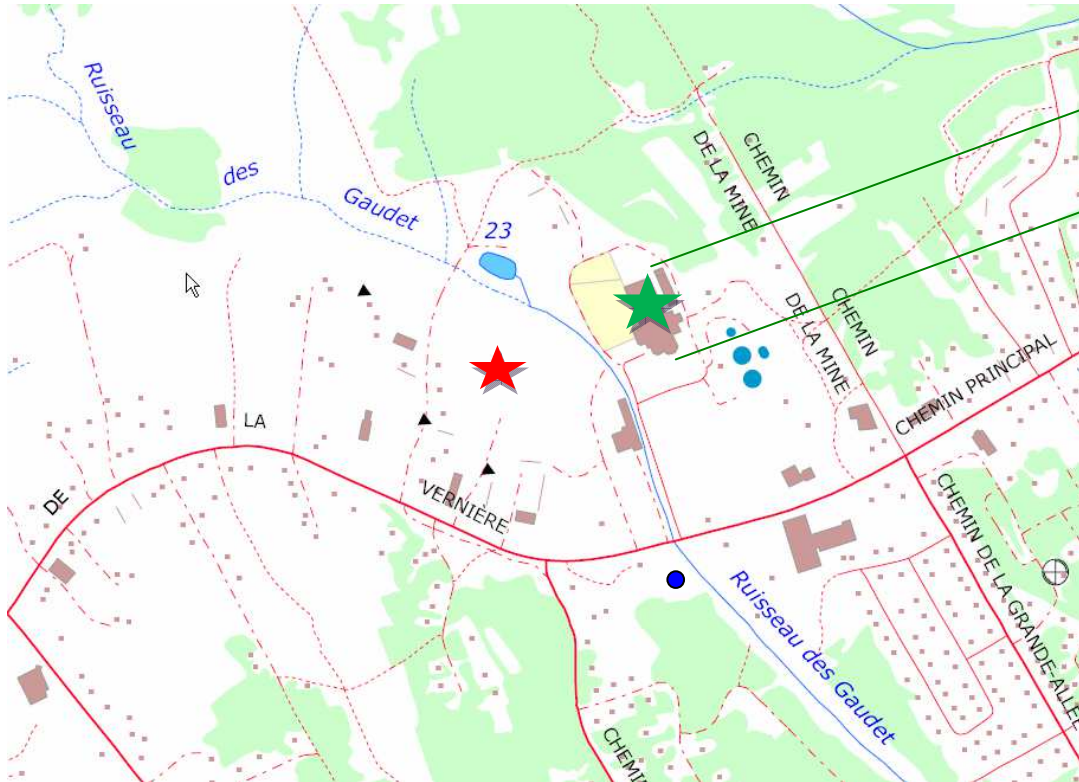 Ruisseau
des
Gaudet
23
CHEMIN
DE LA MINE
CHEMIN
DE LA MINE
CHEMIN PRINCIPAL
LA
DE
VERNIÈRE
CHEMIN DE LA GRANDE-ALLÉE
Ruisseau des Gaudet
CHEMIN